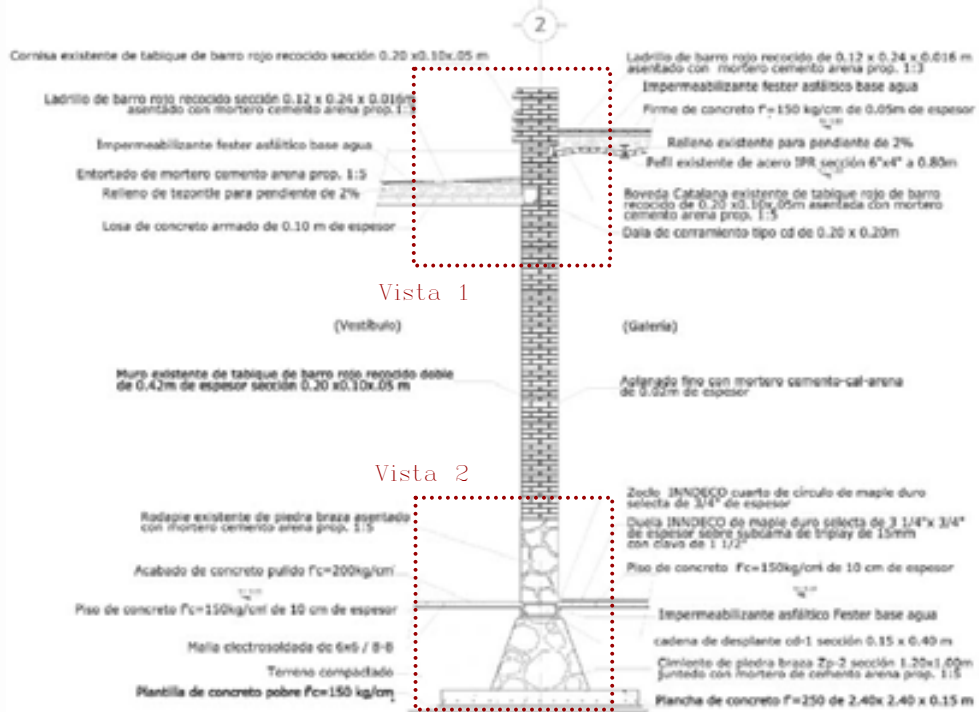 2
Cornisa existente de tabique de barro rojo recocido sección 0.20 x0.10x.05 m
Ladrillo de barro rojo recocido sección 0.12 x 0.24 x 0.016m
asentado con mortero cemento arena prop. 1:
Impermeabilizante fester asfáltico base agua
Entortado de mortero cemento arena prop. 1:5
Relleno de tezontle para pendiente de 2%
Losa de concreto armado de 0.10 m de espesor
Ladrillo de barro rojo recocido de 0.12 x 0.24 x 0.016 m
asentado con mortero cemento arena prop. 1:3
Impermeabilizante fester asfáltico base agua
Firme de concreto f'=150 kg/cm de 0.05m de espesor
Relleno existente para pendiente de 2%
Pefil existente de acero IPR sección 6"x4" a 0.80m
Boveda Catalana existente de tabique rojo de barro
recocido de 0.20 x0.10x.05m asentada con mortero
cemento arena prop. 1:5
Dala de cerramiento tipo cd de 0.20 x 0.20m
Vista 1
(Vestíbulo)
(Galería)
Muro existente de tabique de barro rojo recocido doble
de 0.42m de espesor sección 0.20 x0.10x.05 m
Aplanado fino con mortero cemento-cal-arena
de 0.02m de espesor
Vista 2
Rodapie existente de piedra braza asentado
con mortero cemento arena prop. 1:5
Acabado de concreto pulido f'c=200kg/cm²
Piso de concreto f'c=150kg/cm² de 10 cm de espesor
Malla electrosoldada de 6x6 / 8-8
Terreno compactado
Plantilla de concreto pobre f'c=150 kg/cm
Zoclo INNDECO cuarto de circulo de maple duro
selecta de 3/4" de espesor
Duela INNDECO de maple duro selecta de 3 1/4"x 3/4"
de espesor sobre subcama de triplay de 15mm
con clavo de 1 1/2"
Piso de concreto f'c=150kg/cm² de 10 cm de espesor
Impermeabilizante asfáltico Fester base agua
cadena de desplante cd-1 sección 0.15 x 0.40 m
Cimiento de piedra braza Zp-2 sección 1.20x1.00m
junteado con mortero de cemento arena prop. 1:5
Plancha de concreto f'=250 de 2.40x 2.40 x 0.15 m